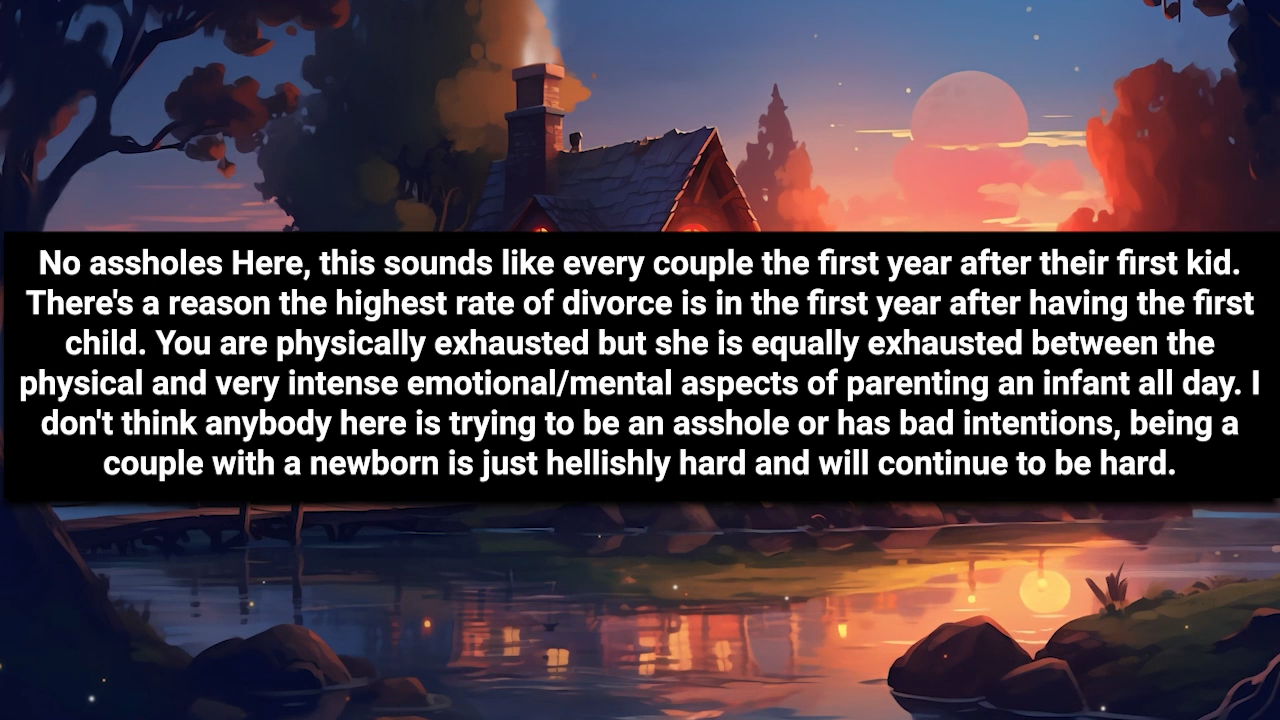 No assholes Here, this sounds like every couple the first year after their first kid.
There's a reason the highest rate of divorce is in the first year after having the first
child. You are physically exhausted but she is equally exhausted between the
physical and very intense emotional/mental aspects of parenting an infant all day. I
don't think anybody here is trying to be an asshole or has bad intentions, being a
couple with a newborn is just hellishly hard and will continue to be hard.